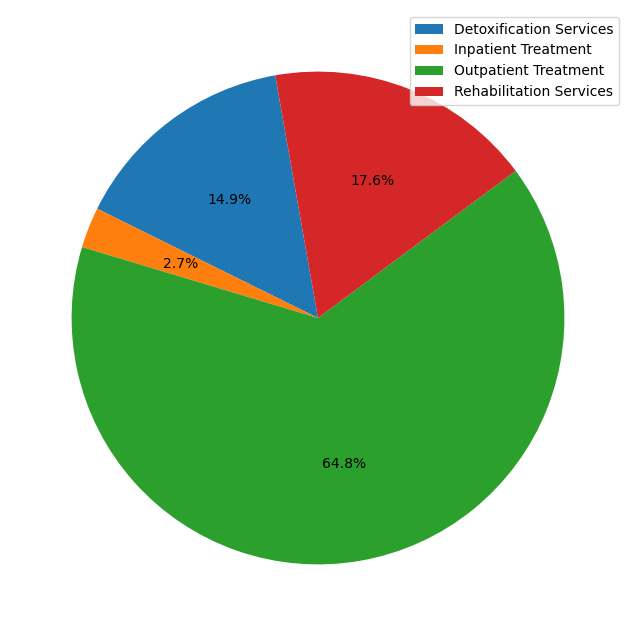 Detoxification Services
Inpatient Treatment
Outpatient Treatment
Rehabilitation Services
17.6%
14.9%
2.7%
64.8%